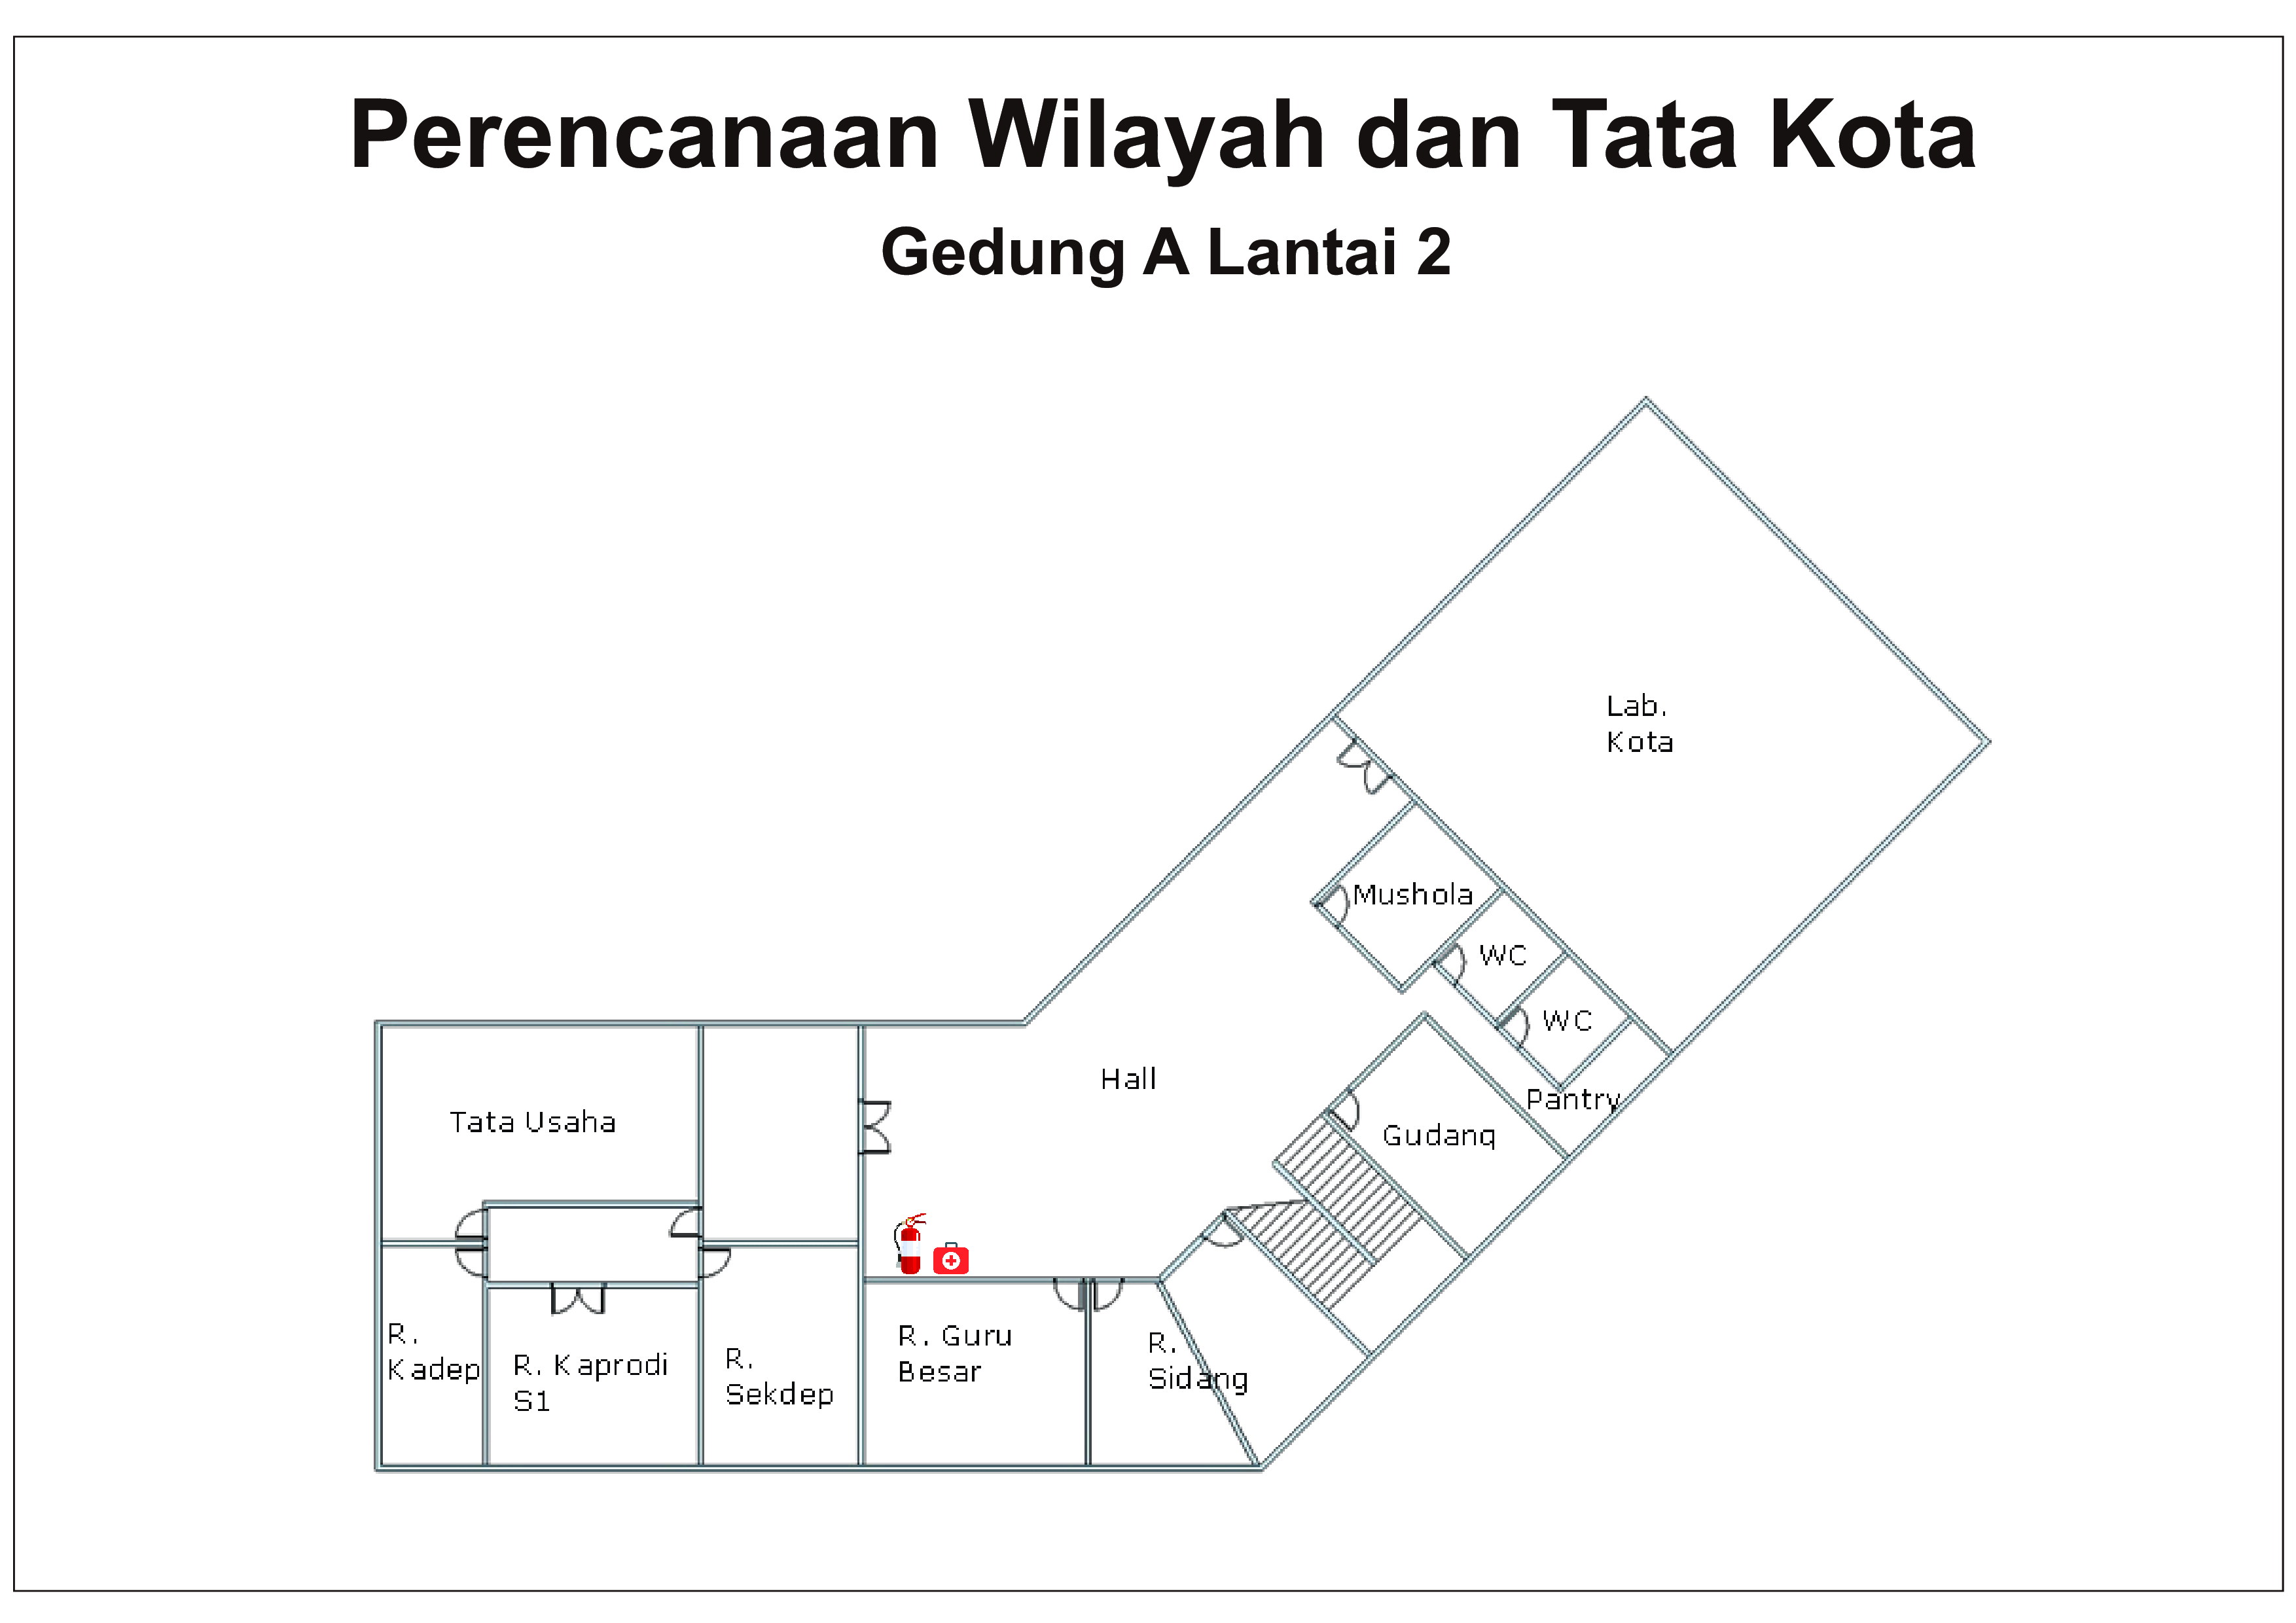 Perencanaan Wilayah dan Tata Kota
Gedung A Lantai 2
Lab.
Kota
Mushola
WC
WC
Pantry
Hall
Gudang
Tata Usaha
R.
Kadep
R. Kaprodi
S1
R.
Sekdep
R. Guru
Besar
R.
Sidang